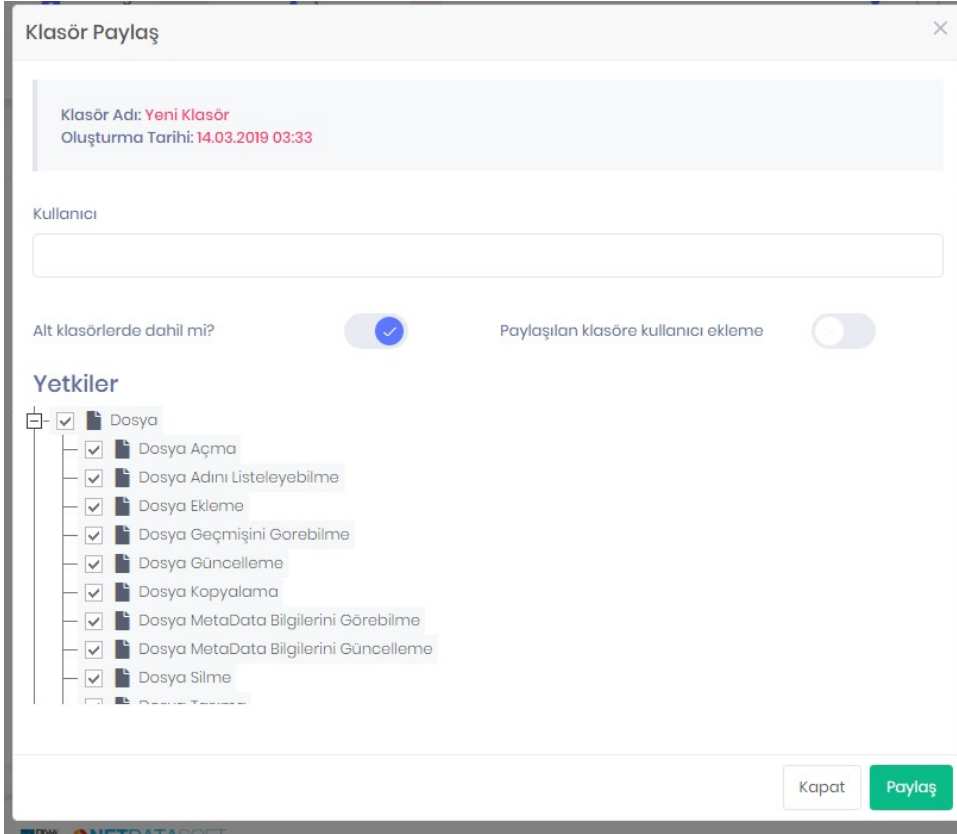 Klasör Paylaş
Klasör Adı: Yeni Klasör
Oluşturma Tarihi: 14.03.2019 03:33
Kullanıcı
Alt klasörlerde dahil mi? Paylaşılan klasöre kullanıcı ekleme
Yetkiler
Dosya
Dosya Açma
Dosya Adını Listeleyebilme
Dosya Ekleme
Dosya Geçmişini Gorebilme
Dosya Güncelleme
Dosya Kopyalama
Dosya MetaData Bilgilerini Görebilme
Dosya MetaData Bilgilerini Güncelleme
Dosya Silme
Kapat Paylaş
NETDATASOFT